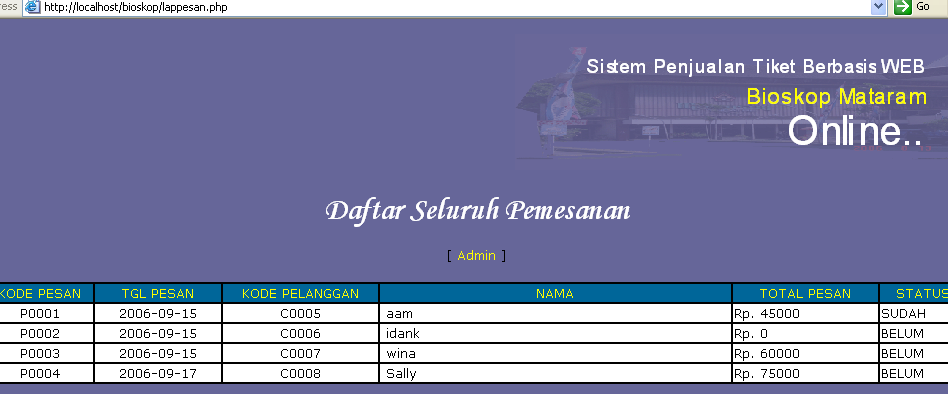 ress http://localhost/bioskop/lappesan.php Go
Sistem Penjualan Tiket Berbasis WEB
Bioskop Mataram
Online..
Daftar Seluruh Pemesanan
[ Admin ]
KODE PESAN TGL PESAN KODE PELANGGAN NAMA TOTAL PESAN STATUS
P0001 2006-09-15 C0005 aam Rp. 45000 SUDAH
P0002 2006-09-15 C0006 idank Rp. 0 BELUM
P0003 2006-09-15 C0007 wina Rp. 60000 BELUM
P0004 2006-09-17 C0008 Sally Rp. 75000 BELUM